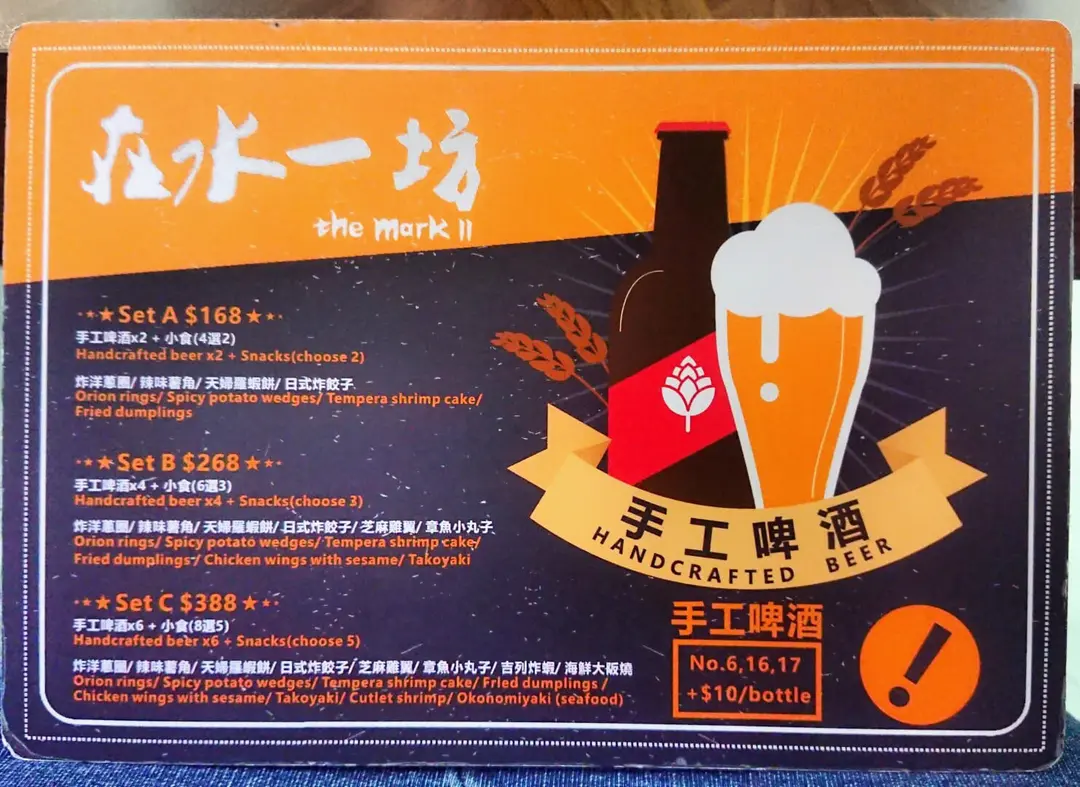 在水一坊
the mark II
Set A $168
手工啤酒x2 + 小食(4選2)
Handcrafted beer x2 + Snacks(choose 2)
炸洋蔥圈/ 辣味薯角/ 天婦羅蝦餅/ 日式炸餃子
Orion rings/ Spicy potato wedges/ Tempera shrimp cake/
Fried dumplings
Set B $268
手工啤酒x4 + 小食(6選3)
Handcrafted beer x4 + Snacks(choose 3)
炸洋蔥圈/ 辣味薯角/ 天婦羅蝦餅/ 日式炸餃子/ 芝麻雞翼/ 章魚小丸子
Orion rings/ Spicy potato wedges/ Tempera shrimp cake/
Fried dumplings/ Chicken wings with sesame/ Takoyaki
Set C $388
手工啤酒x6 + 小食(8選5)
Handcrafted beer x6 + Snacks(choose 5)
炸洋蔥圈/ 辣味薯角/ 天婦羅蝦餅/ 日式炸餃子/ 芝麻雞翼/ 章魚小丸子/ 吉列炸蝦/ 海鮮大阪燒
Orion rings/ Spicy potato wedges/ Tempera shrimp cake/ Fried dumplings/
Chicken wings with sesame/ Takoyaki/ Cutlet shrimp/ Okonomiyaki (seafood)
手工啤酒
HANDCRAFTED BEER
手工啤酒
No.6,16,17
+$10/bottle